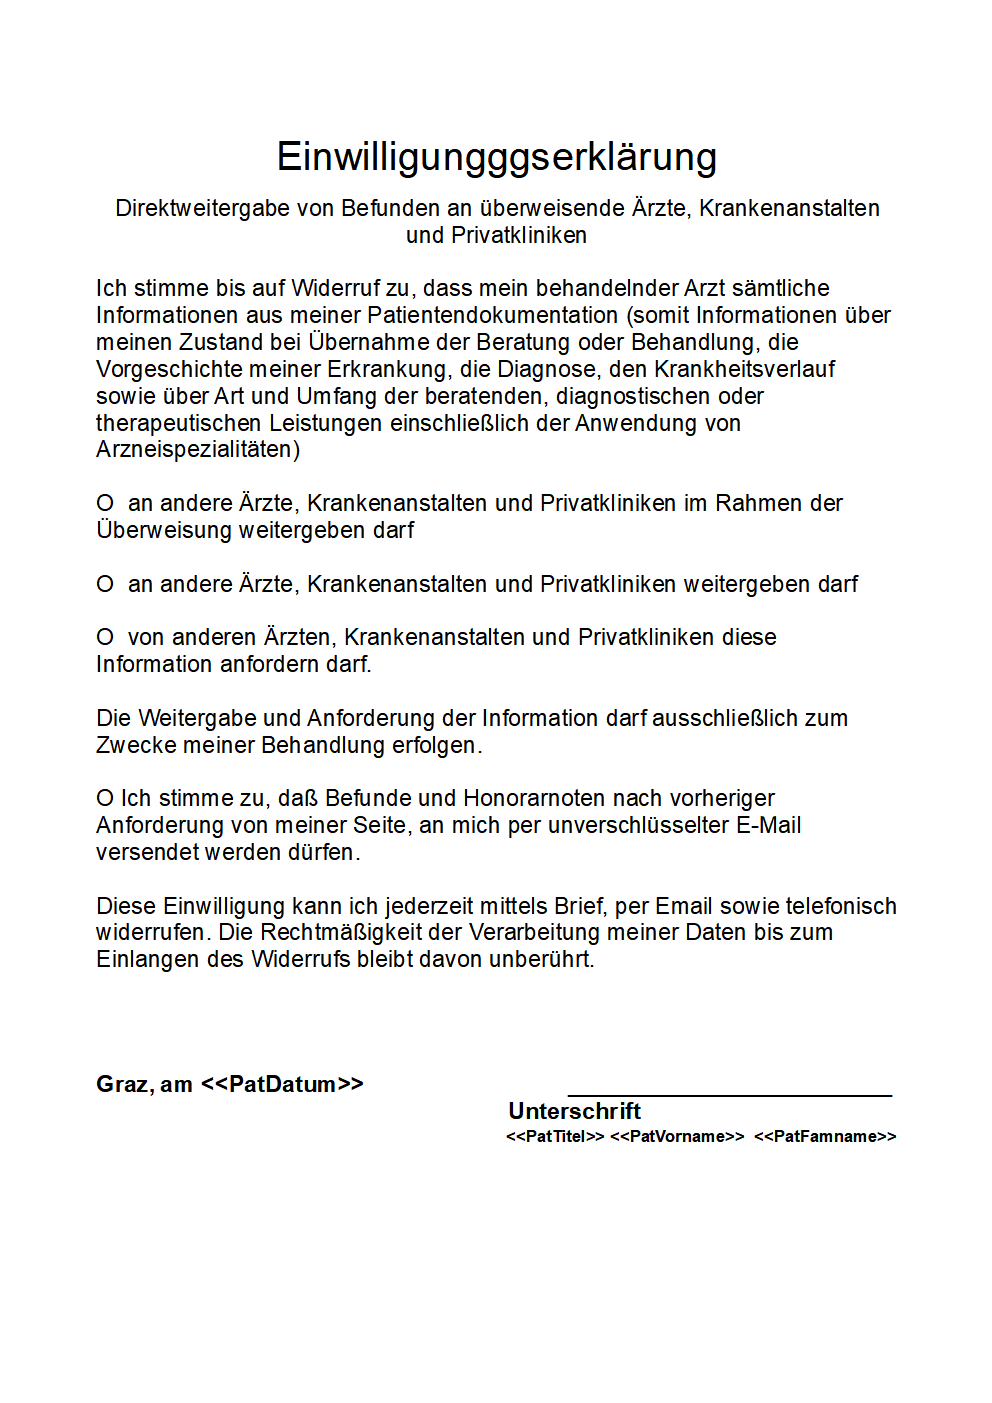 Einwilligungggserklärung
Direktweitergabe von Befunden an überweisende Ärzte, Krankenanstalten
und Privatkliniken
Ich stimme bis auf Widerruf zu, dass mein behandelnder Arzt sämtliche
Informationen aus meiner Patientendokumentation (somit Informationen über
meinen Zustand bei Übernahme der Beratung oder Behandlung, die
Vorgeschichte meiner Erkrankung, die Diagnose, den Krankheitsverlauf
sowie über Art und Umfang der beratenden, diagnostischen oder
therapeutischen Leistungen einschließlich der Anwendung von
Arzneispezialitäten)
O  an andere Ärzte, Krankenanstalten und Privatkliniken im Rahmen der
Überweisung weitergeben darf
O  an andere Ärzte, Krankenanstalten und Privatkliniken weitergeben darf
O  von anderen Ärzten, Krankenanstalten und Privatkliniken diese
Information anfordern darf.
Die Weitergabe und Anforderung der Information darf ausschließlich zum
Zwecke meiner Behandlung erfolgen.
O Ich stimme zu, daß Befunde und Honorarnoten nach vorheriger
Anforderung von meiner Seite, an mich per unverschlüsselter E-Mail
versendet werden dürfen.
Diese Einwilligung kann ich jederzeit mittels Brief, per Email sowie telefonisch
widerrufen. Die Rechtmäßigkeit der Verarbeitung meiner Daten bis zum
Einlangen des Widerrufs bleibt davon unberührt.
Graz, am <<PatDatum>>
Unterschrift
<<PatTitel>> <<PatVorname>>  <<PatFamname>>